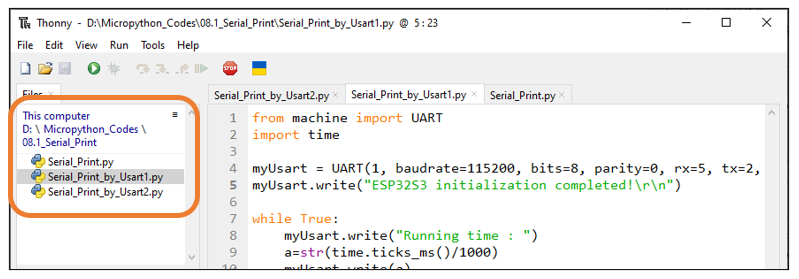 Thonny - D:\Micropython_Codes\08.1_Serial_Print\Serial_Print_by_Usart1.py @ 5 : 23
File Edit View Run Tools Help
STOP
Files ×
This computer
D: \ Micropython_Codes \
08.1_Serial_Print
Serial_Print.py
Serial_Print_by_Usart1.py
Serial_Print_by_Usart2.py
Serial_Print_by_Usart2.py × Serial_Print_by_Usart1.py × Serial_Print.py ×
1 from machine import UART
2 import time
3
4 myUsart = UART(1, baudrate=115200, bits=8, parity=0, rx=5, tx=2,
5 myUsart.write("ESP32S3 initialization completed!\r\n")
6
7 while True:
8 myUsart.write("Running time : ")
9 a=str(time.ticks_ms()/1000)
10 myUsart.write(a)